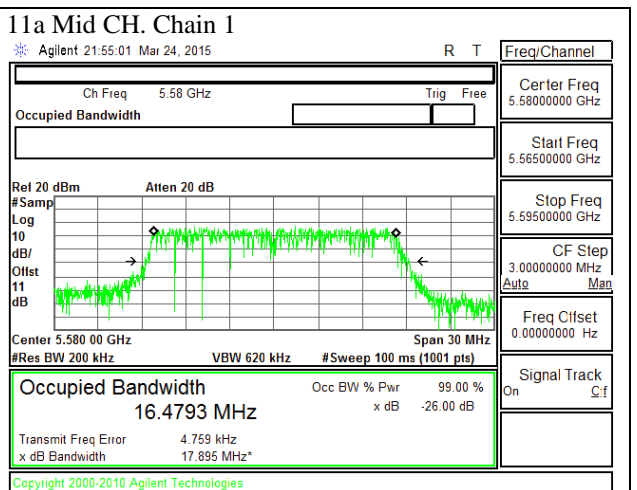 11a Mid CH. Chain 1
Agilent 21:55:01 Mar 24, 2015 R T
Freq/Channel
Ch Freq 5.58 GHz Trig Free
Occupied Bandwidth
Center Freq
5.58000000 GHz
Start Freq
5.56500000 GHz
Stop Freq
5.59500000 GHz
CF Step
3.00000000 MHz
Auto Man
Freq Offset
0.00000000 Hz
Signal Track
On Off
Ref 20 dBm Atten 20 dB
#Samp
Log
10
dB/
Offst
11
dB
Center 5.580 00 GHz Span 30 MHz
#Res BW 200 kHz VBW 620 kHz #Sweep 100 ms (1001 pts)
Occupied Bandwidth Occ BW % Pwr 99.00 %
16.4793 MHz x dB -26.00 dB
Transmit Freq Error 4.759 kHz
x dB Bandwidth 17.895 MHz*
Copyright 2000-2010 Agilent Technologies